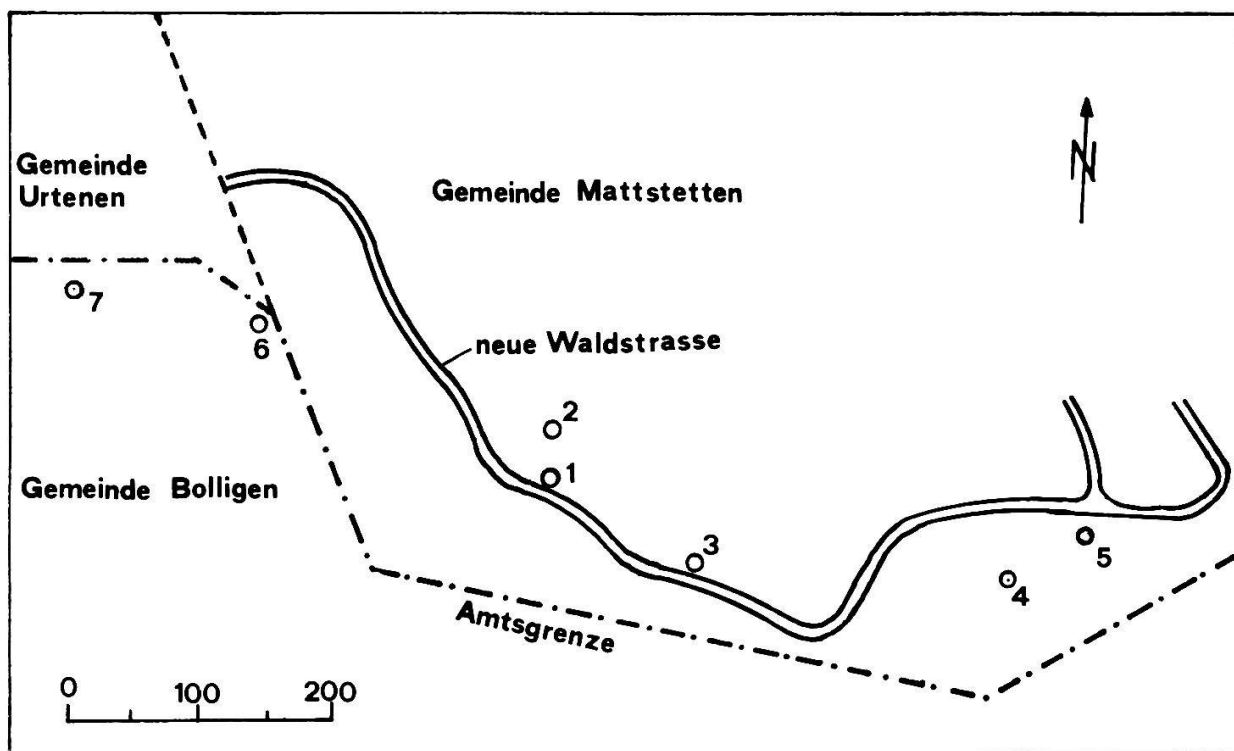 Gemeinde
Urtenen
Gemeinde Mattstetten
N
7
6
neue Waldstrasse
2
1
Gemeinde Bolligen
3
5
4
Amtsgrenze
0 100 200